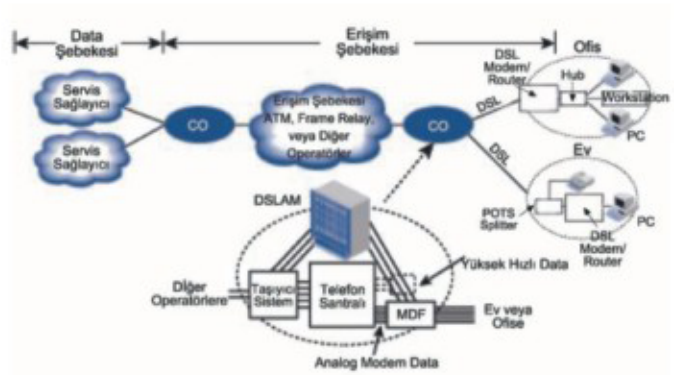 Data
Şebekesi
Erişim
Şebekesi
Servis
Sağlayıcı
Servis
Sağlayıcı
CO
Erişim Şebekesi
ATM, Frame Relay,
veya Diğer
Operatörler
CO
DSL
DSL
DSL
Modem/
Router
Ofis
Hub
Workstation
PC
Ev
POTS
Splitter
DSL
Modem/
Router
PC
DSLAM
Diğer
Operatörlere
Taşıyıcı
Sistem
Telefon
Santralı
MDF
Yüksek Hızlı Data
Ev veya
Ofise
Analog Modem Data